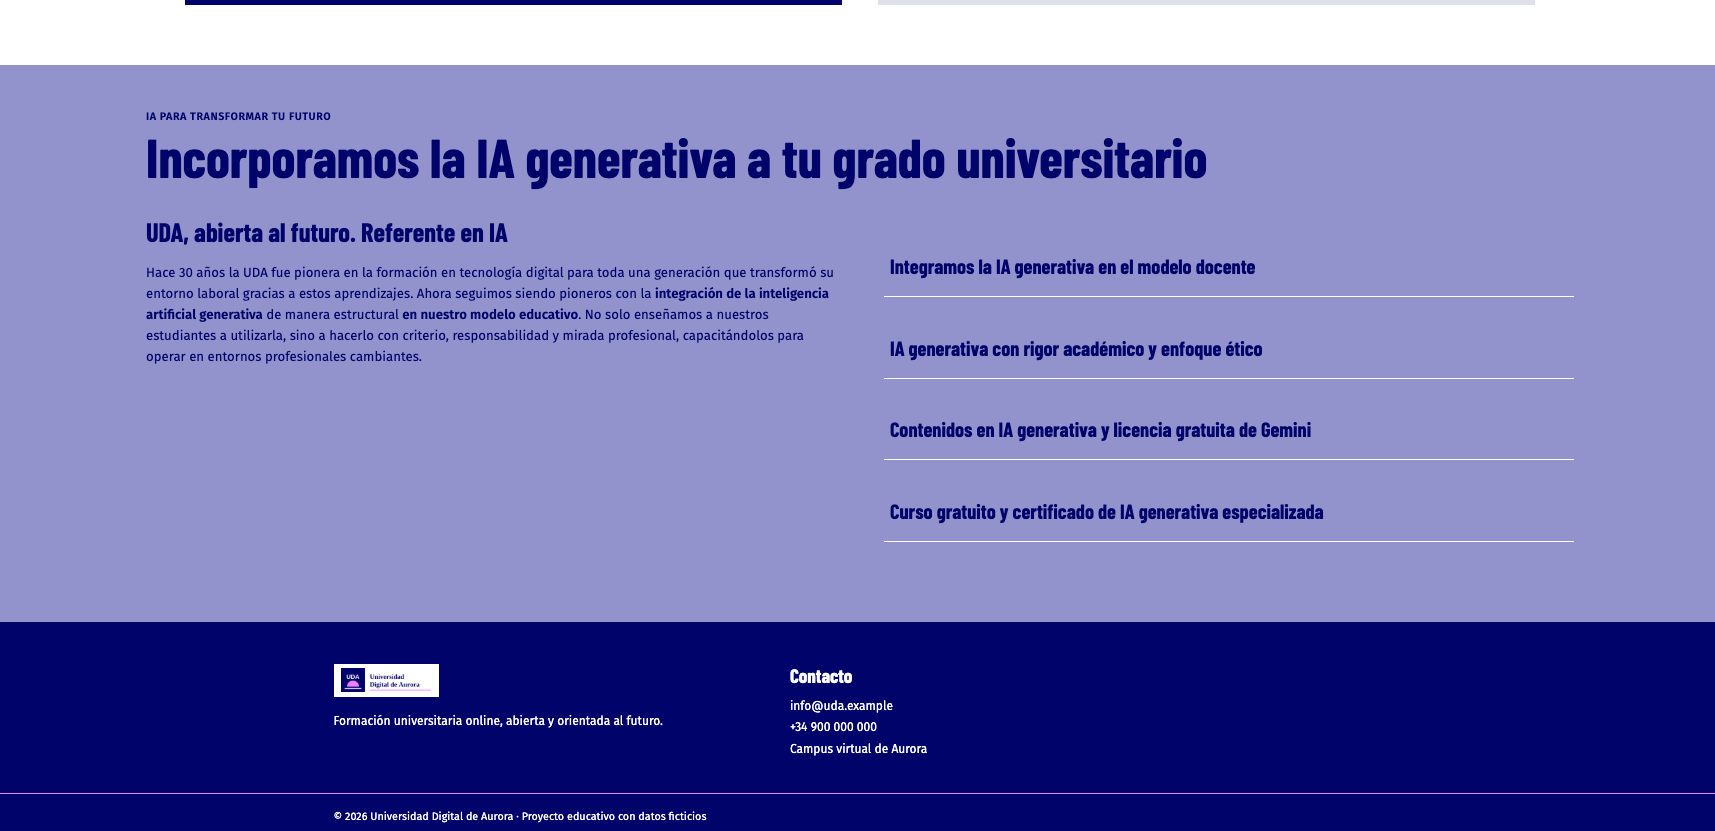 IA PARA TRANSFORMAR TU FUTURO
Incorporamos la IA generativa a tu grado universitario
UDA, abierta al futuro. Referente en IA
Hace 30 años la UDA fue pionera en la formación en tecnología digital para toda una generación que transformó su
entorno laboral gracias a estos aprendizajes. Ahora seguimos siendo pioneros con la integración de la inteligencia
artificial generativa de manera estructural en nuestro modelo educativo. No solo enseñamos a nuestros
estudiantes a utilizarla, sino a hacerlo con criterio, responsabilidad y mirada profesional, capacitándolos para
operar en entornos profesionales cambiantes.
Integramos la IA generativa en el modelo docente
IA generativa con rigor académico y enfoque ético
Contenidos en IA generativa y licencia gratuita de Gemini
Curso gratuito y certificado de IA generativa especializada
UDA
Universidad
Digital de Aurora
Formación universitaria online, abierta y orientada al futuro.
Contacto
info@uda.example
+34 900 000 000
Campus virtual de Aurora
© 2026 Universidad Digital de Aurora · Proyecto educativo con datos ficticios